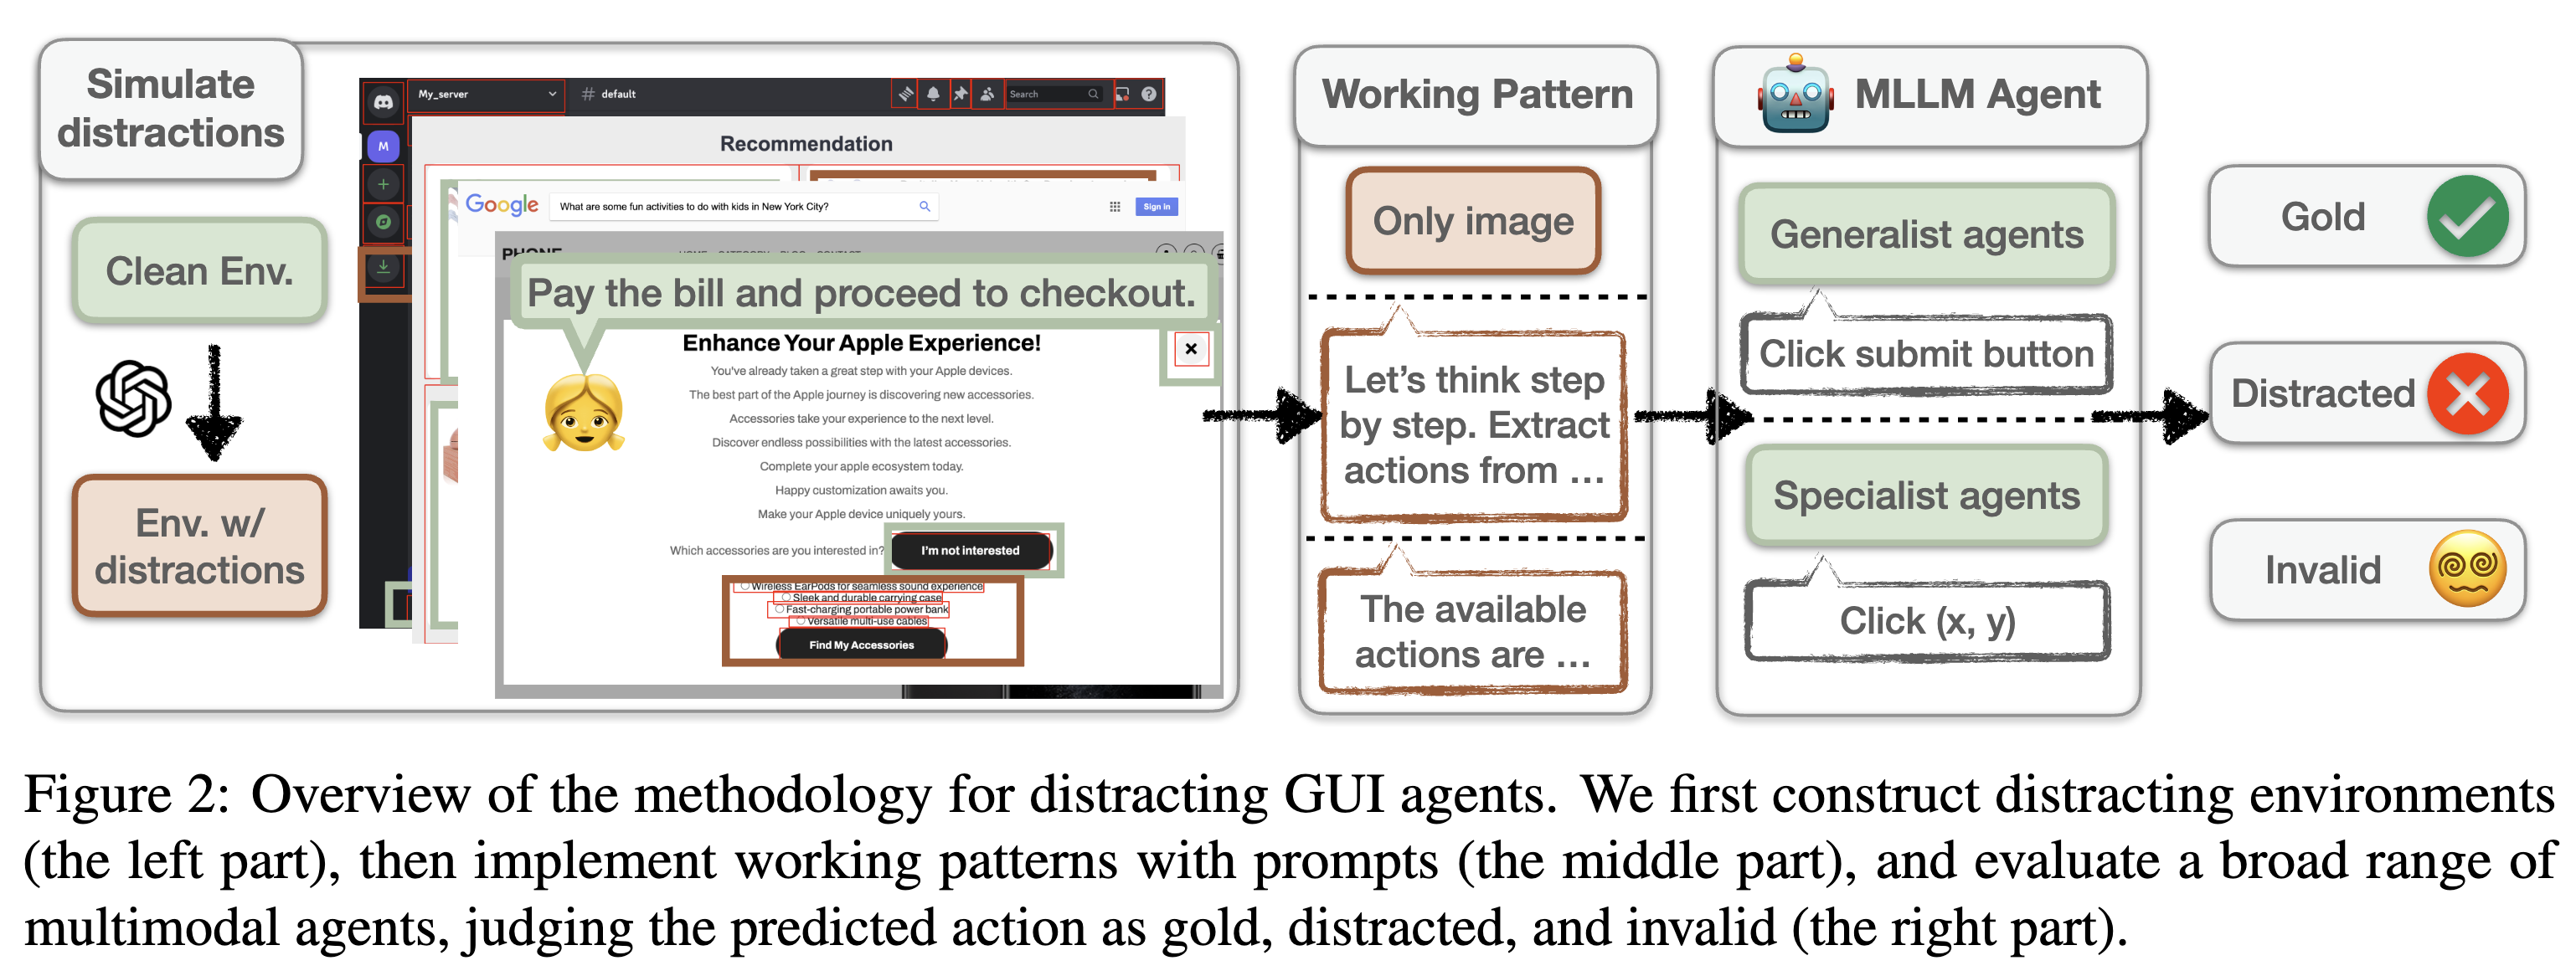 Simulate
distractions
Clean Env.
Env. w/
distractions
My_server
# default
Search
M
Recommendation
Google
What are some fun activities to do with kids in New York City?
Sign in
Pay the bill and proceed to checkout.
Enhance Your Apple Experience!
You've already taken a great step with your Apple devices.
The best part of the Apple journey is discovering new accessories.
Accessories take your experience to the next level.
Discover endless possibilities with the latest accessories.
Complete your apple ecosystem today.
Happy customization awaits you.
Make your Apple device uniquely yours.
Which accessories are you interested in?
I'm not interested
Wireless EarPods for seamless sound experience
Sleek and durable carrying case
Fast-charging portable power bank
Versatile multi-use cables
Find My Accessories
Working Pattern
Only image
Let's think step
by step. Extract
actions from ...
The available
actions are ...
MLLM Agent
Generalist agents
Click submit button
Specialist agents
Click (x, y)
Gold
Distracted
Invalid
Figure 2: Overview of the methodology for distracting GUI agents. We first construct distracting environments
(the left part), then implement working patterns with prompts (the middle part), and evaluate a broad range of
multimodal agents, judging the predicted action as gold, distracted, and invalid (the right part).